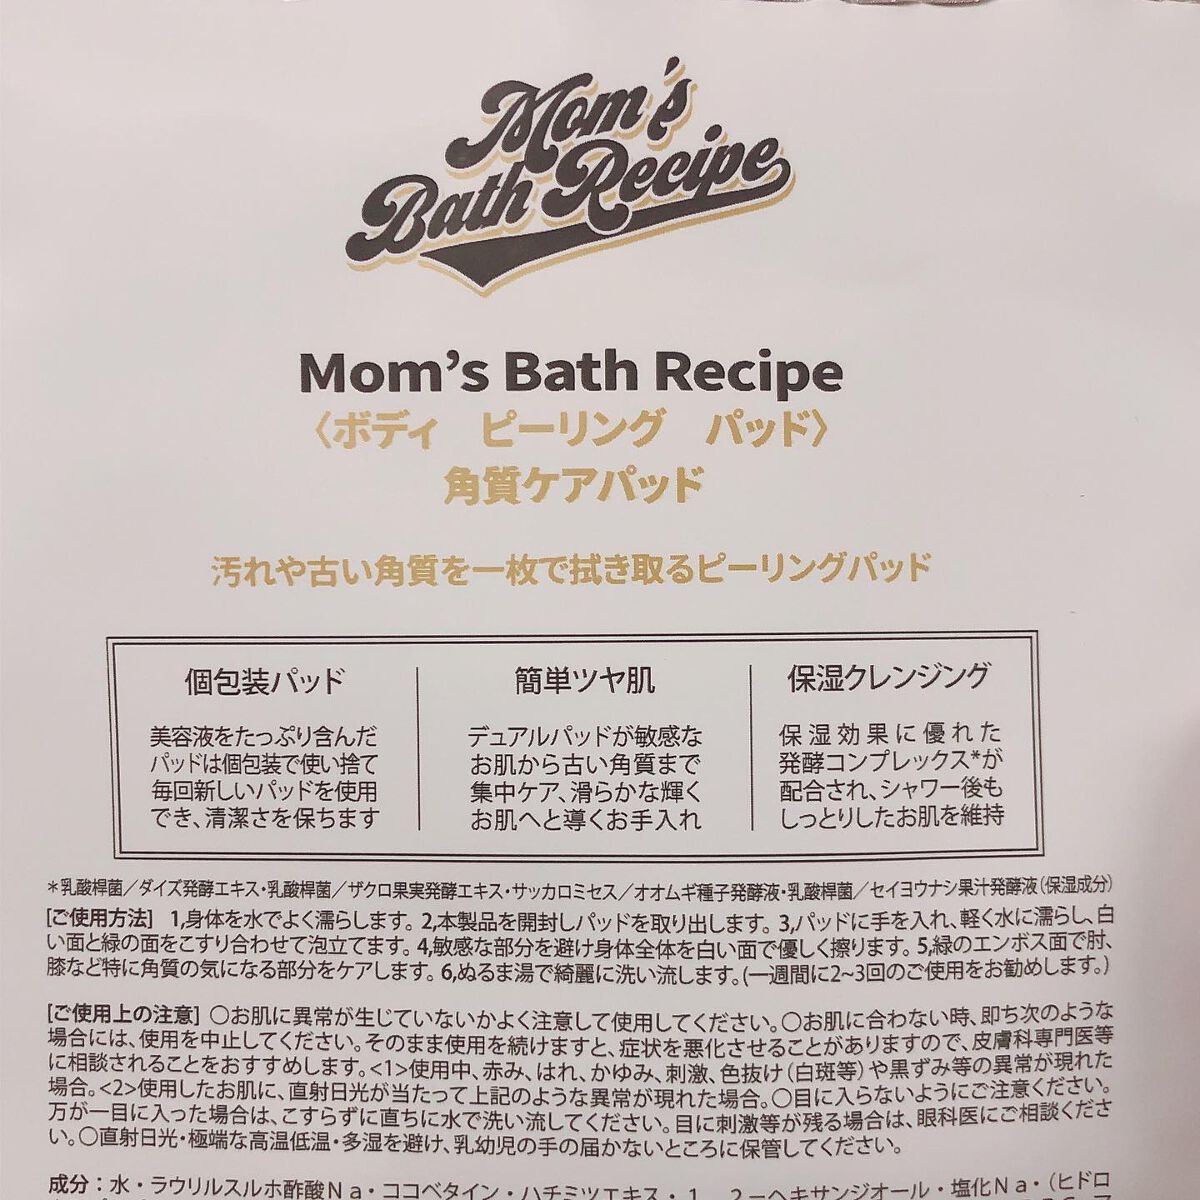 Mom's
Bath Recipe
Mom's Bath Recipe
〈ボディ ピーリング パッド〉
角質ケアパッド
汚れや古い角質を一枚で拭き取るピーリングパッド
個包装パッド
美容液をたっぷり含んだ
パッドは個包装で使い捨て
毎回新しいパッドを使用
でき、清潔さを保ちます
簡単ツヤ肌
デュアルパッドが敏感な
お肌から古い角質まで
集中ケア、滑らかな輝く
お肌へと導くお手入れ
保湿クレンジング
保湿効果に優れた
発酵コンプレックス*が
配合され、シャワー後も
しっとりしたお肌を維持
*乳酸桿菌/ダイズ発酵エキス・乳酸桿菌/ザクロ果実発酵エキス・サッカロミセス/オオムギ種子発酵液・乳酸桿菌/セイヨウナシ果汁発酵液(保湿成分)
[ご使用方法] 1,身体を水でよく濡らします。2,本製品を開封しパッドを取り出します。3,パッドに手を入れ、軽く水に濡らし、白
い面と緑の面をこすり合わせて泡立てます。4,敏感な部分を避け身体全体を白い面で優しく擦ります。5,緑のエンボス面で肘、
膝など特に角質の気になる部分をケアします。6,ぬるま湯で綺麗に洗い流します。(一週間に2~3回のご使用をお勧めします。)
[ご使用上の注意] ○お肌に異常が生じていないかよく注意して使用してください。○お肌に合わない時、即ち次のような
場合には、使用を中止してください。そのまま使用を続けますと、症状を悪化させることがありますので、皮膚科専門医等
に相談されることをおすすめします。<1>使用中、赤み、はれ、かゆみ、刺激、色抜け(白斑等)や黒ずみ等の異常が現れた
場合。<2>使用したお肌に、直射日光が当たって上記のような異常が現れた場合。○目に入らないようにご注意ください。
万が一目に入った場合は、こすらずに直ちに水で洗い流してください。目に刺激等が残る場合は、眼科医にご相談くださ
い。○直射日光・極端な高温低温・多湿を避け、乳幼児の手の届かないところに保管してください。
成分：水・ラウリルスルホ酢酸Na・ココベタイン・ハチミツエキス・1，2－ヘキサンジオール・塩化Na・(ヒドロ